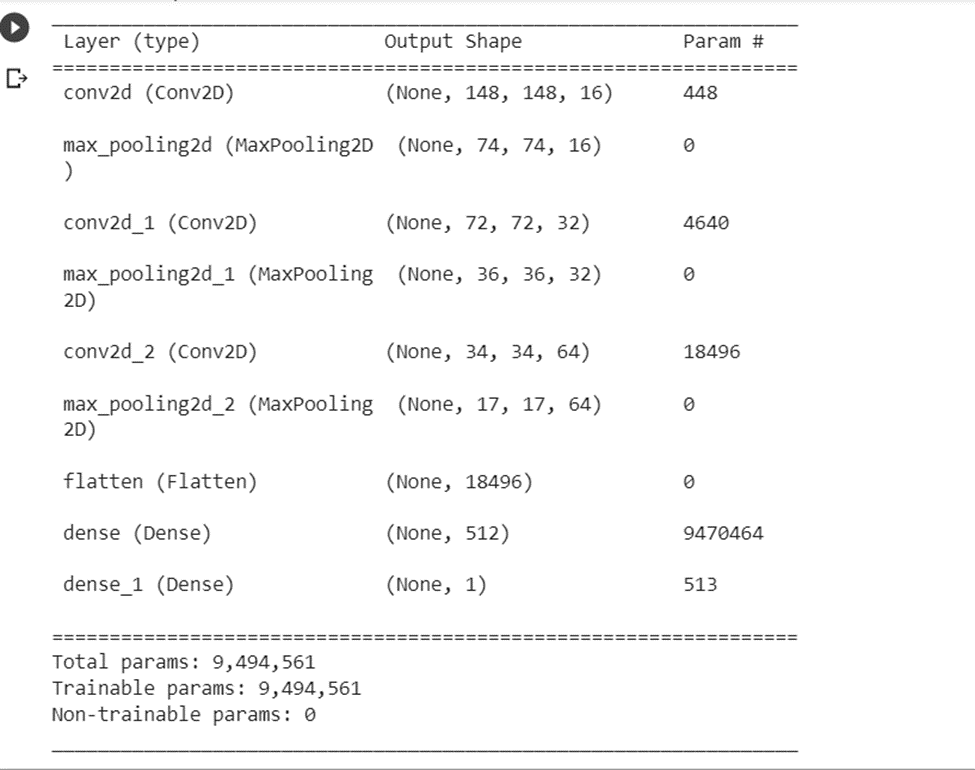 Layer (type) Output Shape Param #
=================================================================
conv2d (Conv2D) (None, 148, 148, 16) 448
max_pooling2d (MaxPooling2D (None, 74, 74, 16) 0
)
conv2d_1 (Conv2D) (None, 72, 72, 32) 4640
max_pooling2d_1 (MaxPooling (None, 36, 36, 32) 0
2D)
conv2d_2 (Conv2D) (None, 34, 34, 64) 18496
max_pooling2d_2 (MaxPooling (None, 17, 17, 64) 0
2D)
flatten (Flatten) (None, 18496) 0
dense (Dense) (None, 512) 9470464
dense_1 (Dense) (None, 1) 513
=================================================================
Total params: 9,494,561
Trainable params: 9,494,561
Non-trainable params: 0